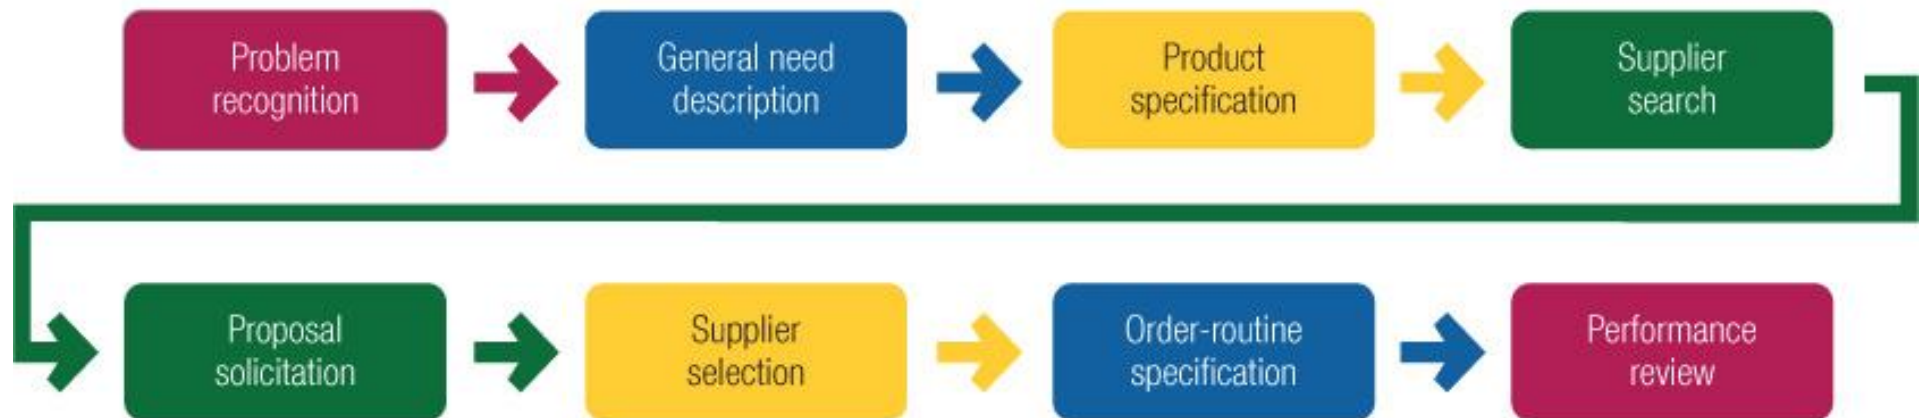 Problem
recognition
General need
description
Product
specification
Supplier
search
Proposal
solicitation
Supplier
selection
Order-routine
specification
Performance
review